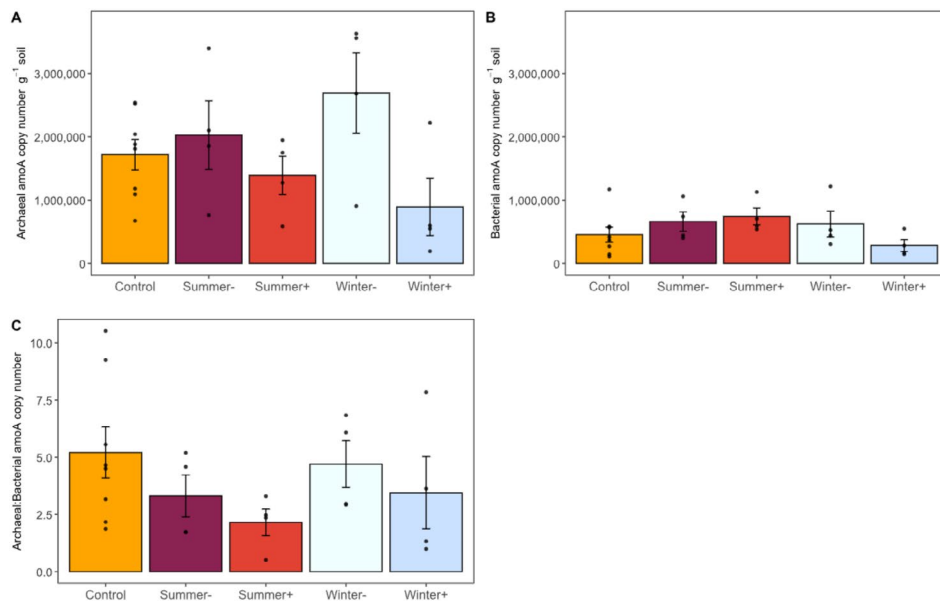 A
Archaeal amoA copy number g⁻¹ soil
3,000,000
2,000,000
1,000,000
0
Control Summer- Summer+ Winter- Winter+
B
Bacterial amoA copy number g⁻¹ soil
3,000,000
2,000,000
1,000,000
0
Control Summer- Summer+ Winter- Winter+
C
Archaeal:Bacterial amoA copy number
10.0
7.5
5.0
2.5
0.0
Control Summer- Summer+ Winter- Winter+